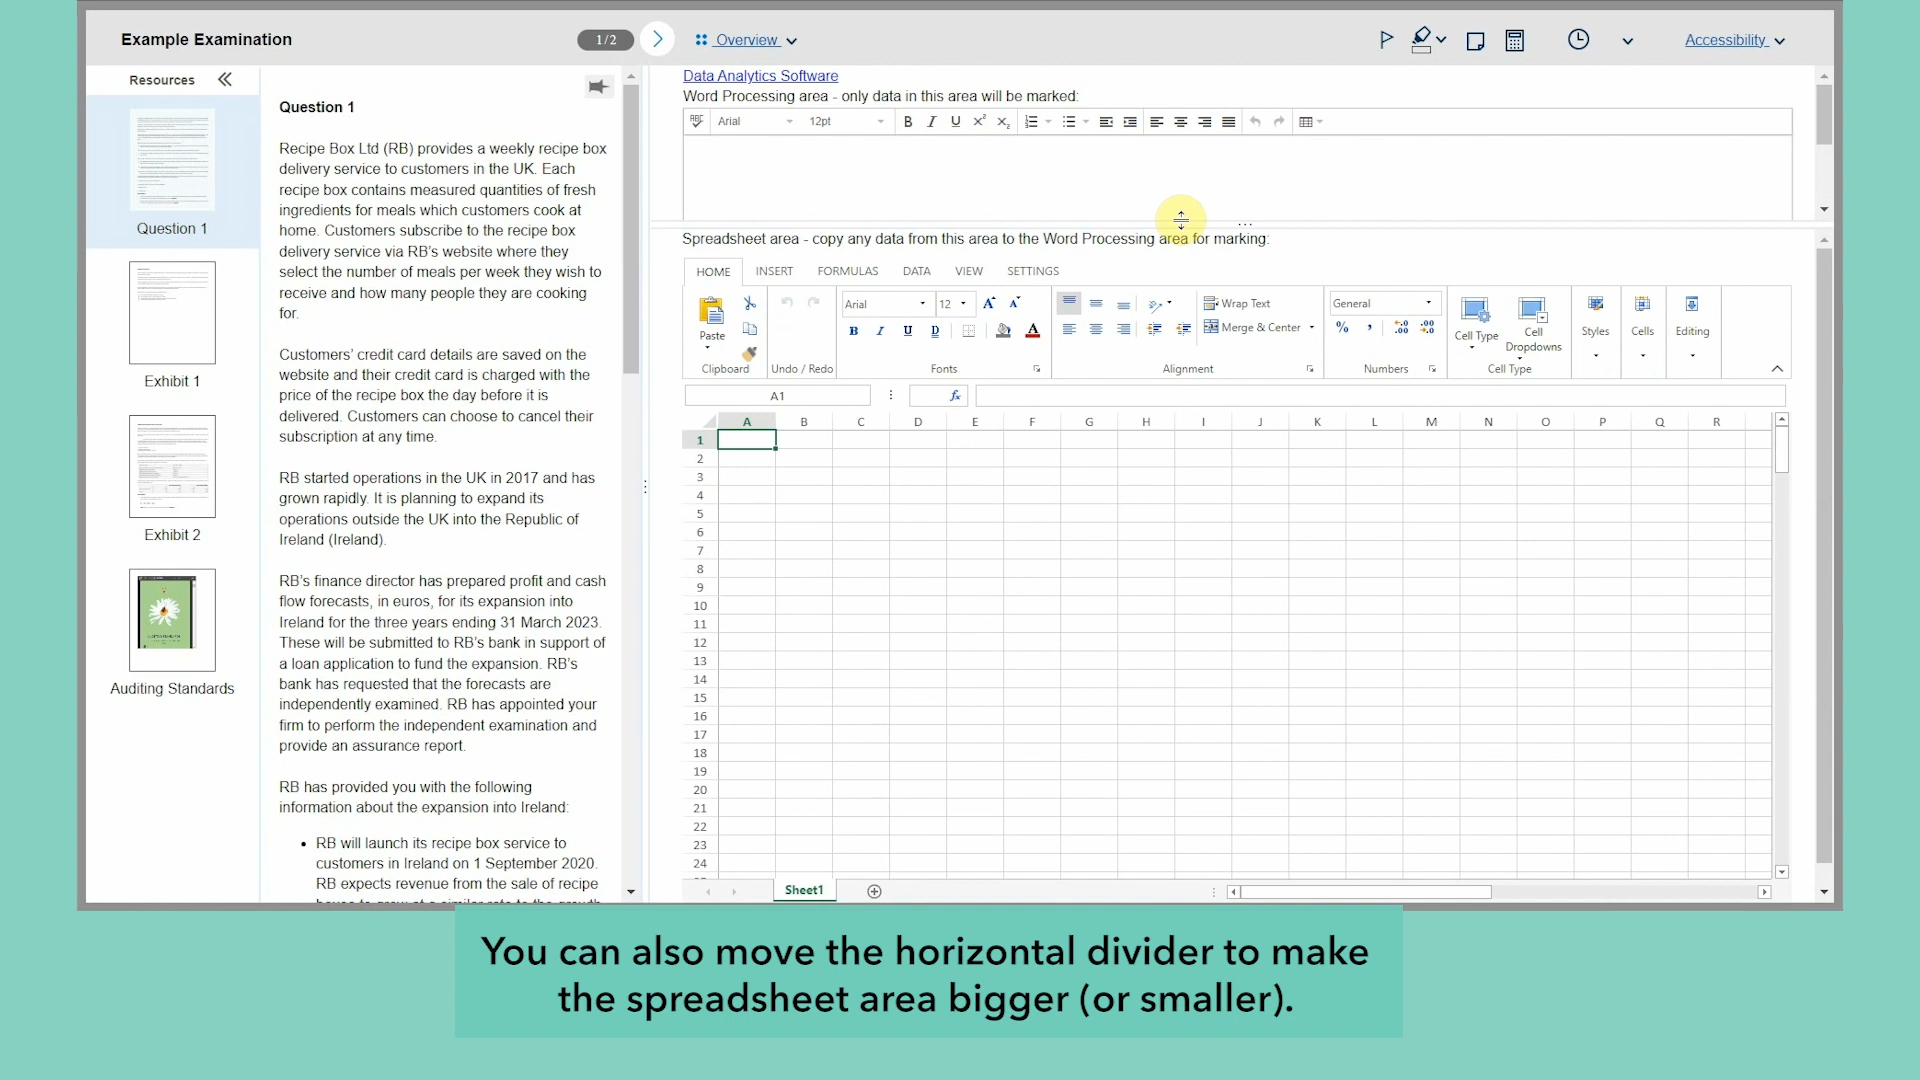 Example Examination
1/2
Overview
Accessibility
Resources
Question 1
Exhibit 1
Exhibit 2
Auditing Standards
Question 1
Recipe Box Ltd (RB) provides a weekly recipe box
delivery service to customers in the UK. Each
recipe box contains measured quantities of fresh
ingredients for meals which customers cook at
home. Customers subscribe to the recipe box
delivery service via RB's website where they
select the number of meals per week they wish to
receive and how many people they are cooking
for.
Customers' credit card details are saved on the
website and their credit card is charged with the
price of the recipe box the day before it is
delivered. Customers can choose to cancel their
subscription at any time.
RB started operations in the UK in 2017 and has
grown rapidly. It is planning to expand its
operations outside the UK into the Republic of
Ireland (Ireland).
RB's finance director has prepared profit and cash
flow forecasts, in euros, for its expansion into
Ireland for the three years ending 31 March 2023.
These will be submitted to RB's bank in support of
a loan application to fund the expansion. RB's
bank has requested that the forecasts are
independently examined. RB has appointed your
firm to perform the independent examination and
provide an assurance report.
RB has provided you with the following
information about the expansion into Ireland:
• RB will launch its recipe box service to
customers in Ireland on 1 September 2020.
RB expects revenue from the sale of recipe
Data Analytics Software
Word Processing area - only data in this area will be marked:
Arial 12pt B I U X² X₂
Spreadsheet area - copy any data from this area to the Word Processing area for marking:
HOME INSERT FORMULAS DATA VIEW SETTINGS
Arial 12 A A Wrap Text General
Paste B I U D A Merge & Center % , .00 .00 Cell Type Cell Dropdowns Styles Cells Editing
Clipboard Undo / Redo Fonts Alignment Numbers Cell Type
A1 fx
A B C D E F G H I J K L M N O P Q R
1
2
3
4
5
6
7
8
9
10
11
12
13
14
15
16
17
18
19
20
21
22
23
24
Sheet1
You can also move the horizontal divider to make
the spreadsheet area bigger (or smaller).